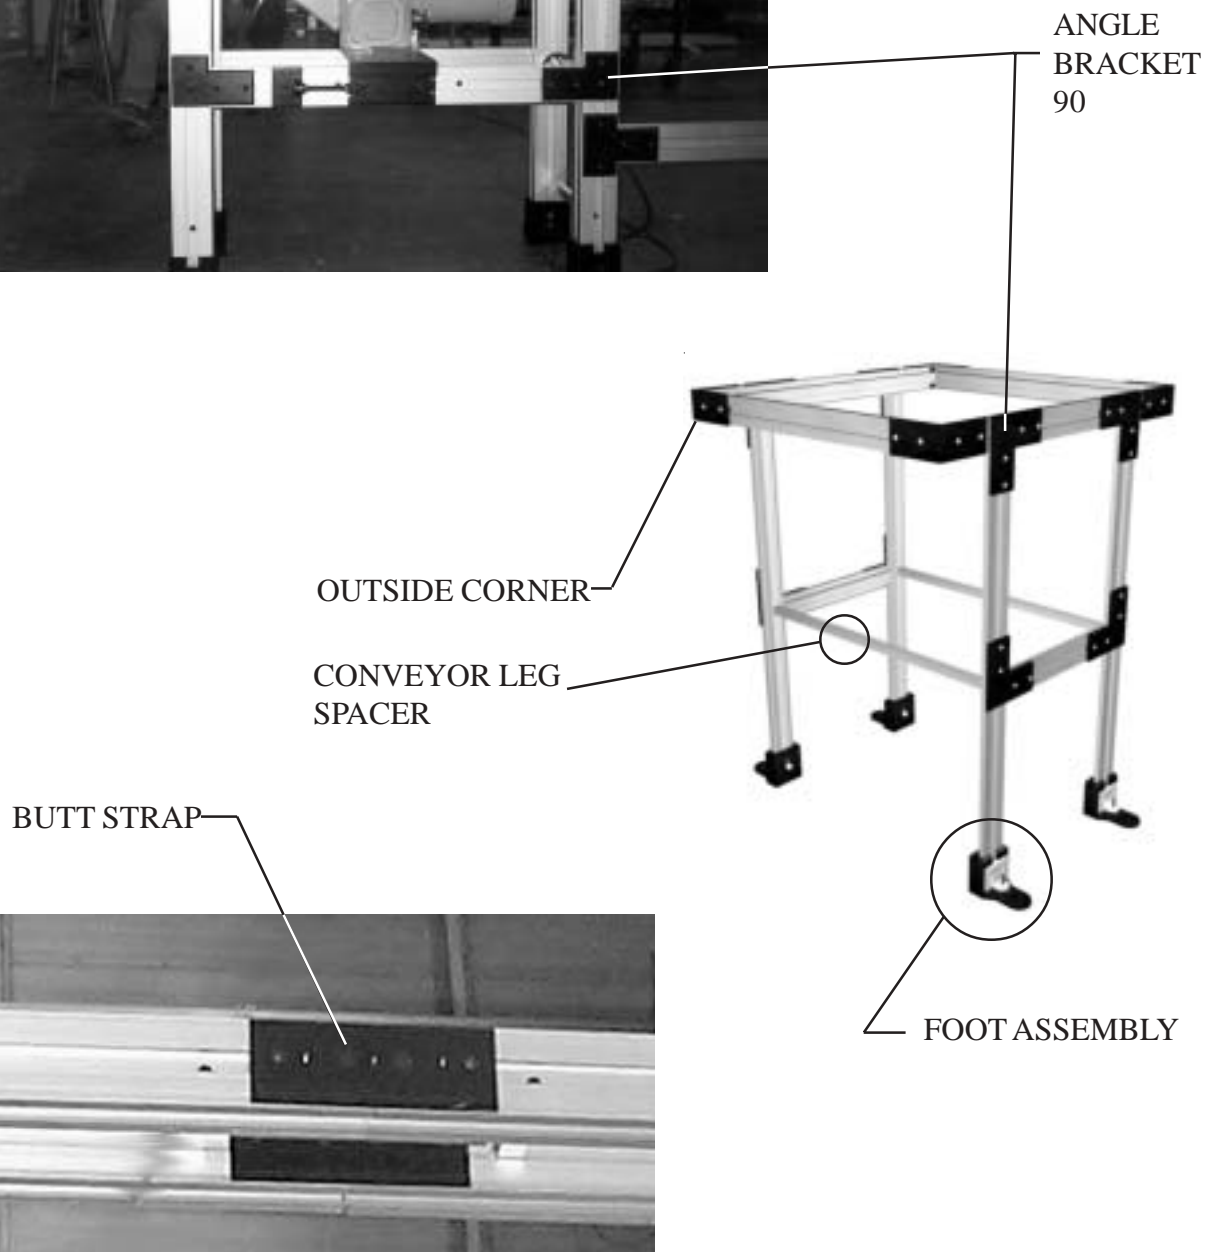 ANGLE
BRACKET
90
OUTSIDE CORNER
CONVEYOR LEG
SPACER
BUTT STRAP
FOOT ASSEMBLY